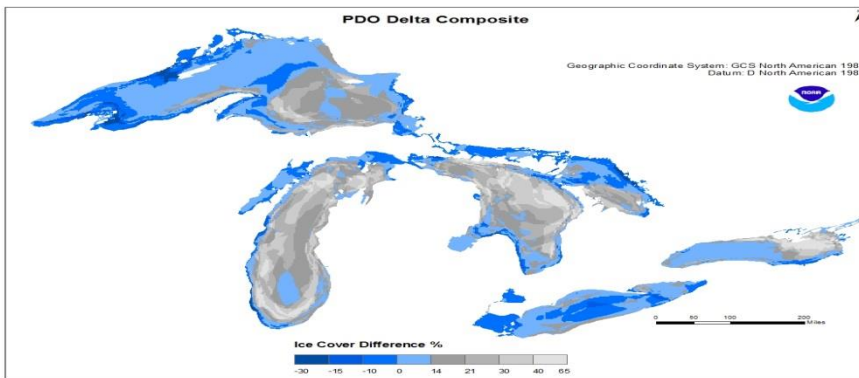 PDO Delta Composite
Geographic Coordinate System: GCS North American 198
Datum: D North American 198
NOAA
0 50 100 200
Miles
Ice Cover Difference %
-30 -15 -10 0 14 21 30 40 65